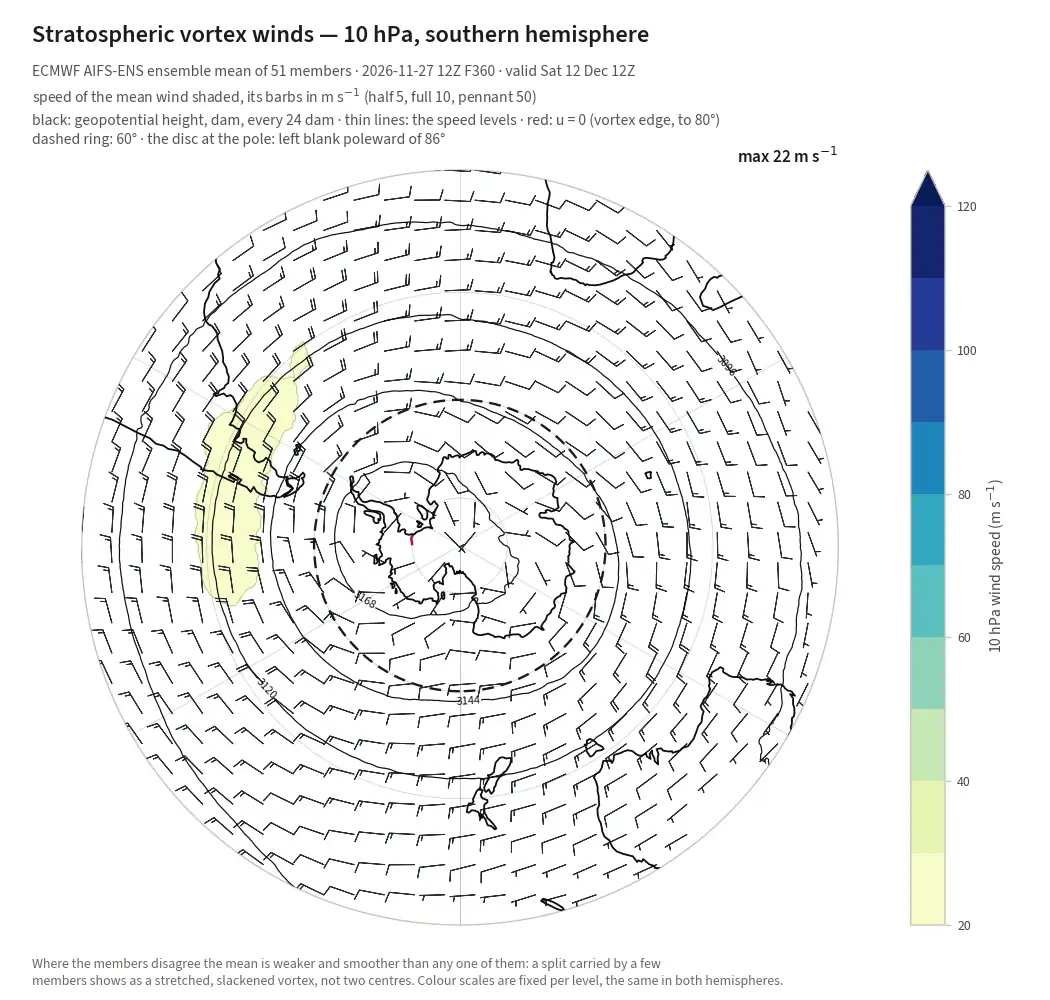 Stratospheric vortex winds — 10 hPa, southern hemisphere
ECMWF AIFS-ENS ensemble mean of 51 members · 2026-11-27 12Z F360 · valid Sat 12 Dec 12Z
speed of the mean wind shaded, its barbs in m s−1 (half 5, full 10, pennant 50)
black: geopotential height, dam, every 24 dam · thin lines: the speed levels · red: u = 0 (vortex edge, to 80°)
dashed ring: 60° · the disc at the pole: left blank poleward of 86°
max 22 m s−1
120
100
80
60
40
20
10 hPa wind speed (m s−1)
3096
3168
3120
3144
Where the members disagree the mean is weaker and smoother than any one of them: a split carried by a few
members shows as a stretched, slackened vortex, not two centres. Colour scales are fixed per level, the same in both hemispheres.